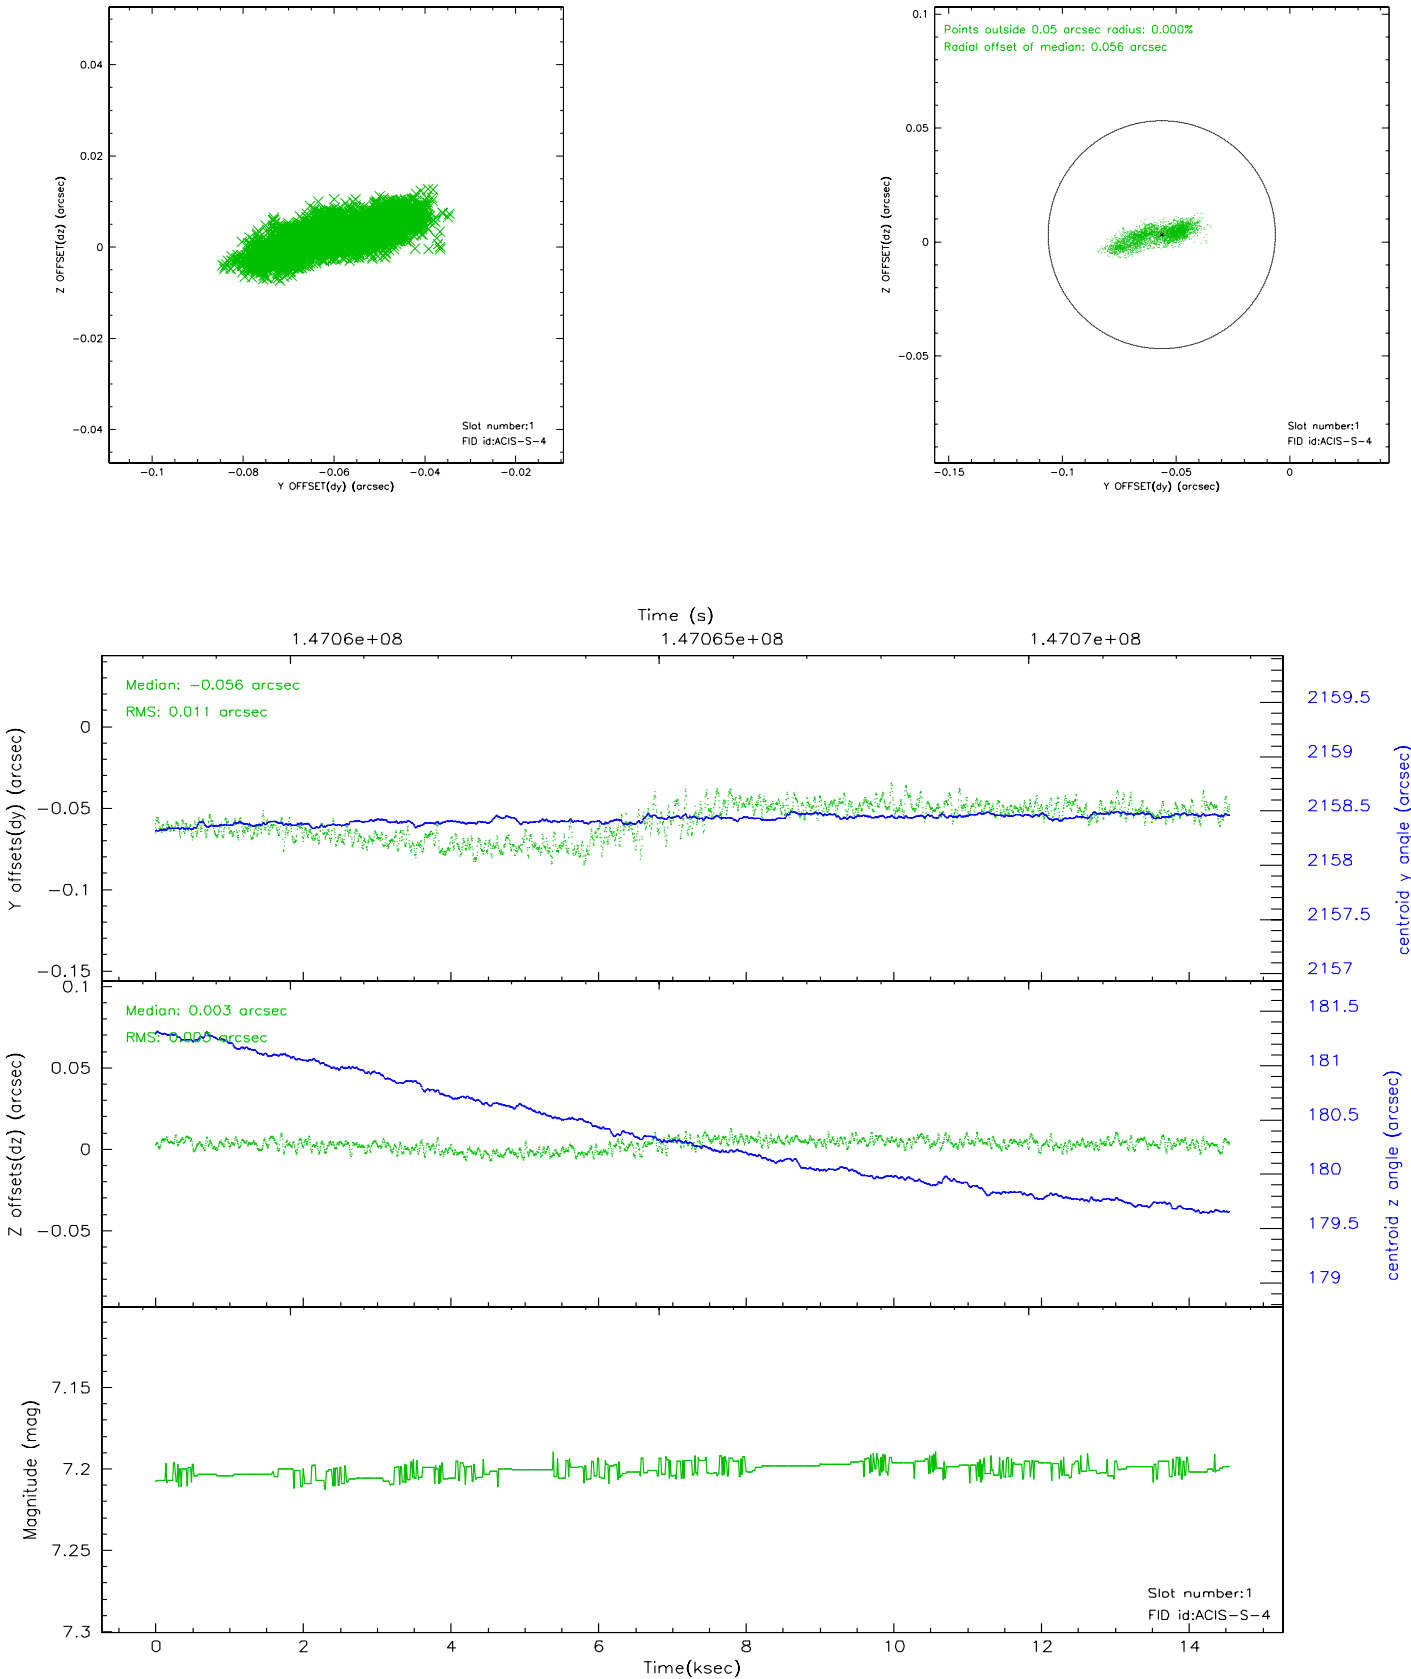 0.04
0.02
0
-0.02
-0.04
Z OFFSET(dz) (arcsec)
-0.1
-0.08
-0.06
-0.04
-0.02
Y OFFSET(dy) (arcsec)
Slot number:1
FID id:ACIS-S-4
Points outside 0.05 arcsec radius: 0.000%
Radial offset of median: 0.056 arcsec
0.1
0.05
0
-0.05
Z OFFSET(dz) (arcsec)
-0.15
-0.1
-0.05
0
Y OFFSET(dy) (arcsec)
Slot number:1
FID id:ACIS-S-4
Time (s)
1.4706e+08
1.47065e+08
1.4707e+08
Median: -0.056 arcsec
RMS: 0.011 arcsec
0
-0.05
-0.1
-0.15
Y offsets(dy) (arcsec)
2159.5
2159
2158.5
2158
2157.5
2157
centroid y angle (arcsec)
Median: 0.003 arcsec
RMS: arcsec
0.1
0.05
0
-0.05
Z offsets(dz) (arcsec)
181.5
181
180.5
180
179.5
179
centroid z angle (arcsec)
7.15
7.2
7.25
7.3
Magnitude (mag)
Slot number:1
FID id:ACIS-S-4
0
2
4
6
8
10
12
14
Time(ksec)